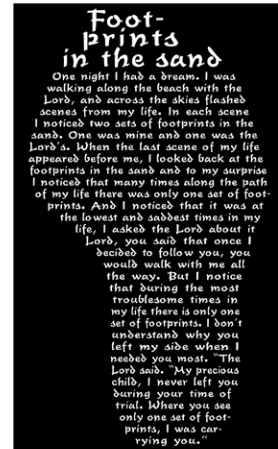 Foot-
prints
in the sand
One night I had a dream. I was
walking along the beach with the
Lord, and across the skies flashed
scenes from my life. In each scene
I noticed two sets of footprints in the
sand. One was mine and one was the
Lord's. When the last scene of my life
appeared before me, I looked back at the
footprints in the sand and to my surprise
I noticed that many times along the path
of my life there was only one set of foot-
prints. And I noticed that it was at
the lowest and saddest times in my
life, I asked the Lord about it
Lord, you said that once I
decided to follow you, you
would walk with me all
the way. But I notice
that during the most
troublesome times in
my life there is only one
set of footprints. I don't
understand why you
left my side when I
needed you most. "The
Lord said. "My precious
child, I never left you
during your time of
trial. Where you see
only one set of foot-
prints, I was car-
rying you."